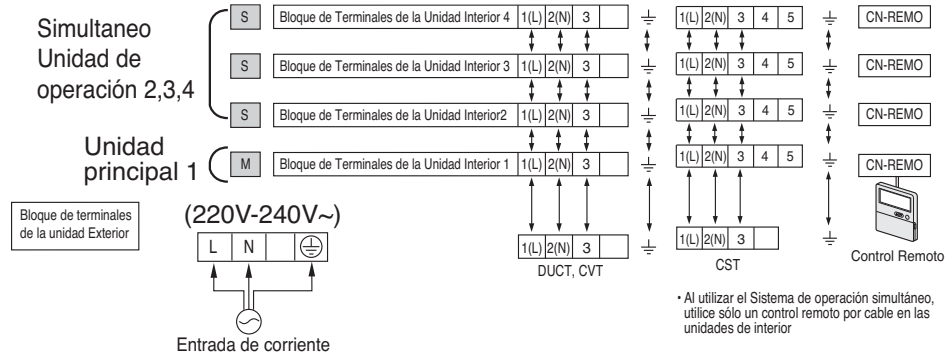 Simultaneo
Unidad de
operación 2,3,4
S Bloque de Terminales de la Unidad Interior 4 1(L) 2(N) 3 1(L) 2(N) 3 4 5 CN-REMO
S Bloque de Terminales de la Unidad Interior 3 1(L) 2(N) 3 1(L) 2(N) 3 4 5 CN-REMO
S Bloque de Terminales de la Unidad Interior2 1(L) 2(N) 3 1(L) 2(N) 3 4 5 CN-REMO
Unidad
principal 1
M Bloque de Terminales de la Unidad Interior 1 1(L) 2(N) 3 1(L) 2(N) 3 4 5 CN-REMO
Bloque de terminales
de la unidad Exterior
(220V-240V~)
L N
1(L) 2(N) 3 1(L) 2(N) 3
DUCT, CVT
CST
Control Remoto
• Al utilizar el Sistema de operación simultáneo,
utilice sólo un control remoto por cable en las
unidades de interior
Entrada de corriente